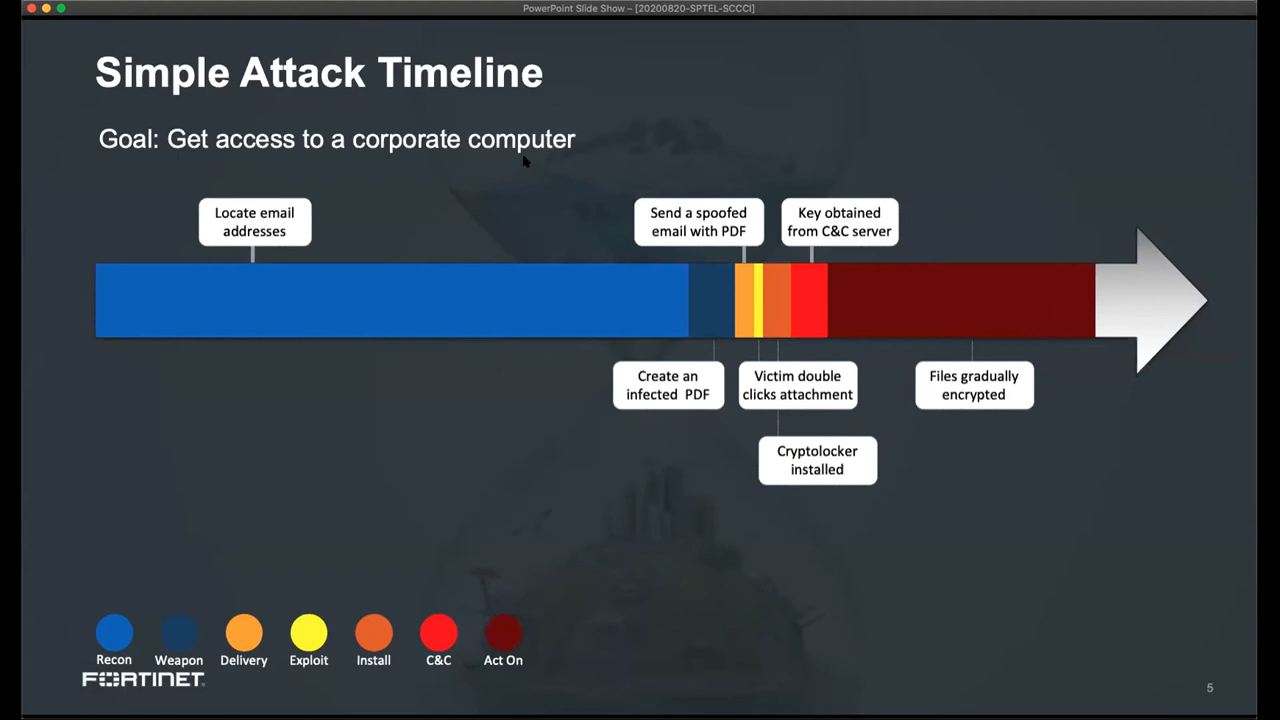 PowerPoint Slide Show – [20200820-SPTEL-SCCCI]
Simple Attack Timeline
Goal: Get access to a corporate computer
Locate email
addresses
Send a spoofed
email with PDF
Key obtained
from C&C server
Create an
infected PDF
Victim double
clicks attachment
Files gradually
encrypted
Cryptolocker
installed
Recon
Weapon
Delivery
Exploit
Install
C&C
Act On
FORTINET
5